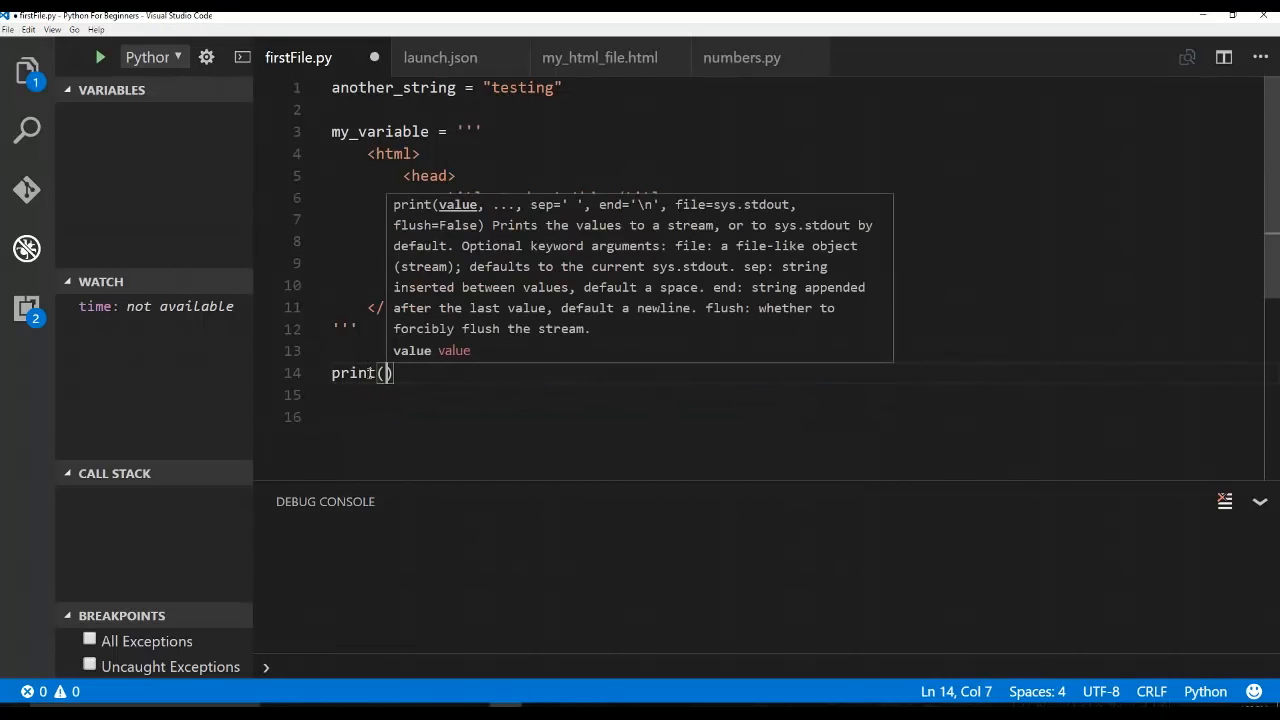 firstFile.py - Python For Beginners - Visual Studio Code
File Edit View Go Help
Python
firstFile.py
launch.json
my_html_file.html
numbers.py
1
VARIABLES
WATCH
time: not available
2
CALL STACK
BREAKPOINTS
All Exceptions
Uncaught Exceptions
1 another_string = "testing"
2
3 my_variable = '''
4 <html>
5 <head>
6
7
8
9
10
11 </
12 '''
13
14 print()
15
16
print(value, ..., sep=' ', end='\n', file=sys.stdout,
flush=False) Prints the values to a stream, or to sys.stdout by
default. Optional keyword arguments: file: a file-like object
(stream); defaults to the current sys.stdout. sep: string
inserted between values, default a space. end: string appended
after the last value, default a newline. flush: whether to
forcibly flush the stream.
value value
DEBUG CONSOLE
0 0
Ln 14, Col 7 Spaces: 4 UTF-8 CRLF Python